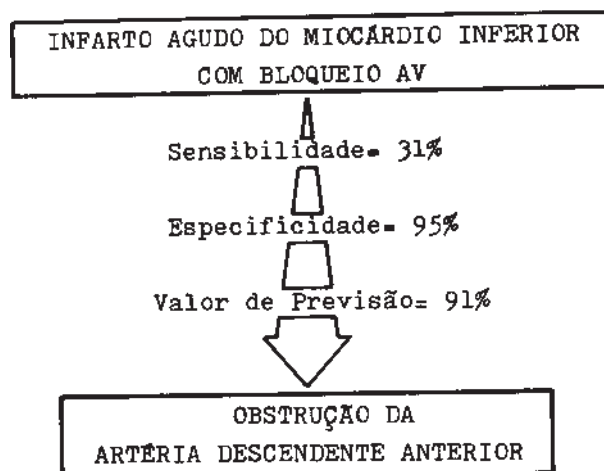 INFARTO AGUDO DO MIOCÁRDIO INFERIOR
COM BLOQUEIO AV
Sensibilidade= 31%
Especificidade= 95%
Valor de Previsão= 91%
OBSTRUÇÃO DA
ARTÉRIA DESCENDENTE ANTERIOR